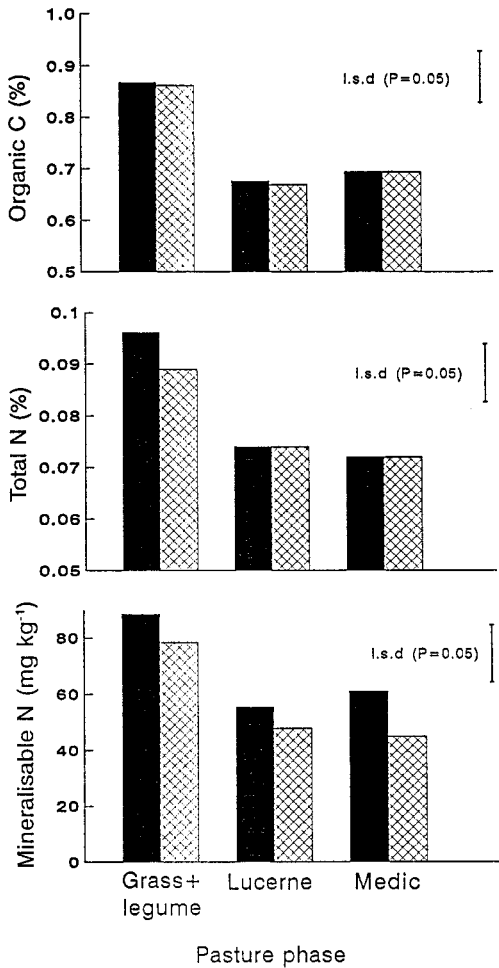 Organic C (%)
1.0
0.9
0.8
0.7
0.6
0.5
l.s.d (P=0.05)
Total N (%)
0.1
0.09
0.08
0.07
0.06
0.05
l.s.d (P=0.05)
Mineralisable N (mg kg⁻¹)
80
60
40
20
0
l.s.d (P=0.05)
Grass+
legume
Lucerne
Medic
Pasture phase